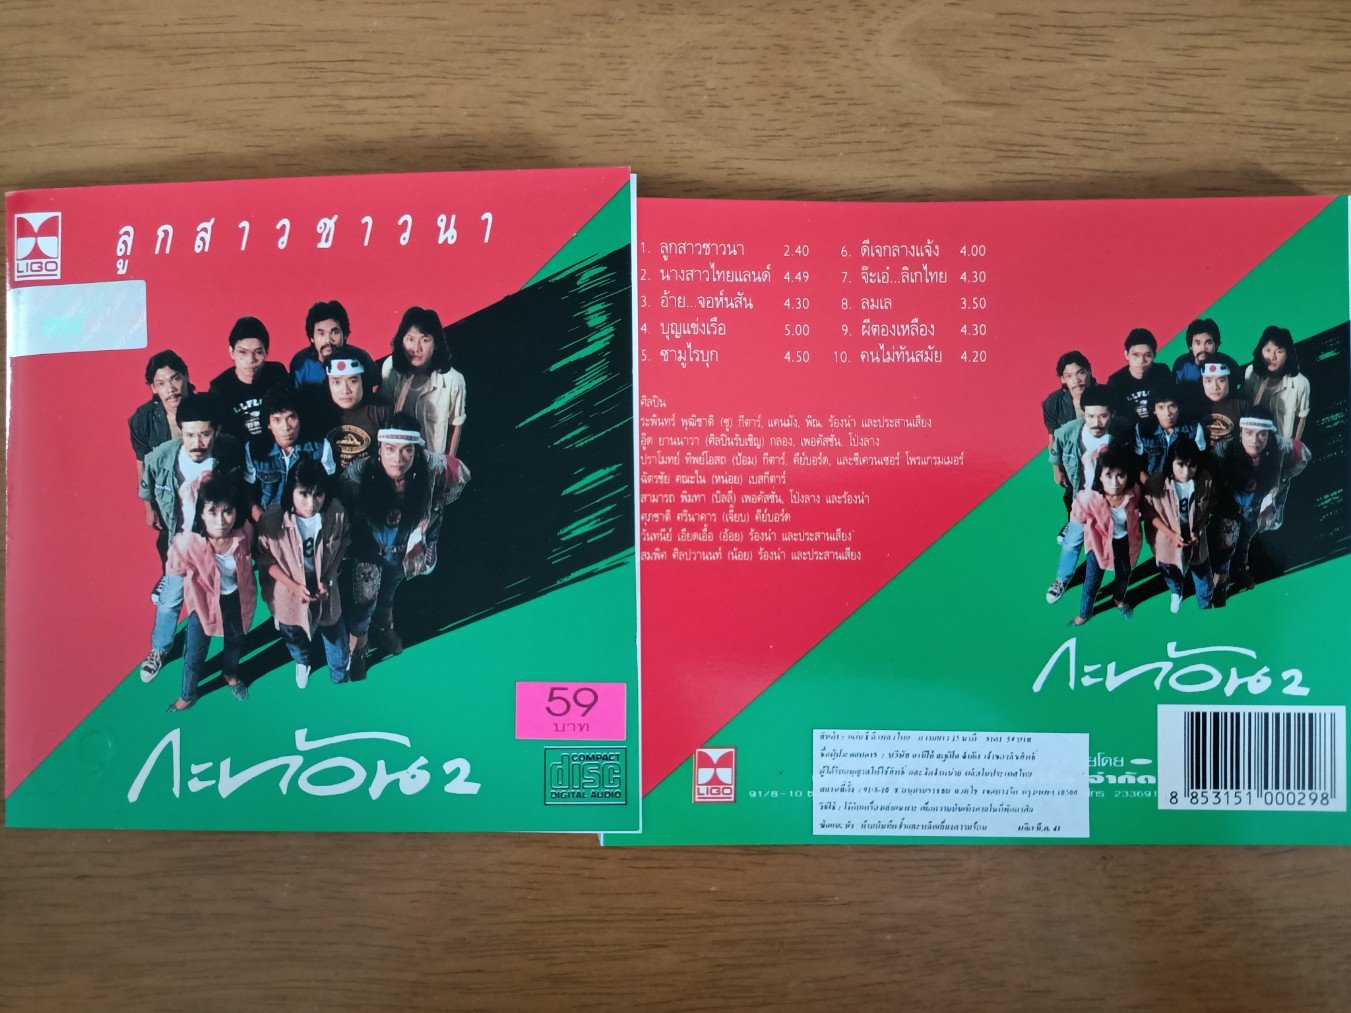 LIGO
ลูกสาวชาวนา
กะท้อน 2
59
บาท
COMPACT
disc
DIGITAL AUDIO
1. ลูกสาวชาวนา 2.40
2. นางสาวไทยแลนด์ 4.49
3. อ้าย...จอห์นสัน 4.30
4. บุญแข่งเรือ 5.00
5. ซามูไรบุก 4.50
6. ดีเจกลางแจ้ง 4.00
7. จ๊ะเอ๋...ลิเกไทย 4.30
8. ลมเล 3.50
9. ผีตองเหลือง 4.30
10. คนไม่ทันสมัย 4.20
ศิลปิน
ระพินทร์ พุฒิชาติ (ซู) กีตาร์, แคนม้ง, พิณ, ร้องนำ และประสานเสียง
อู๊ด ยานนาวา (ศิลปินรับเชิญ) กลอง, เพอคัสชั่น, โปงลาง
ปราโมทย์ ทิพย์โอสถ (ป้อม) กีตาร์, คีย์บอร์ด, และซีเควนเซอร์ โพรแกรมเมอร์
ฉัตรชัย คณะใน (หน่อย) เบสกีตาร์
สามารถ พิมทา (บิลลี่) เพอคัสชั่น, โปงลาง และร้องนำ
ศุภชาติ ศรินาคาร (เจี๊ยบ) คีย์บอร์ด
วันทนีย์ เอียดเอื้อ (อ้อย) ร้องนำ และประสานเสียง
สมพิศ ศิลปวานนท์ (น้อย) ร้องนำ และประสานเสียง
กะท้อน 2
LIGO
91/8-10
โดย
จำกัด
โทร. 233691
8 853151 000298